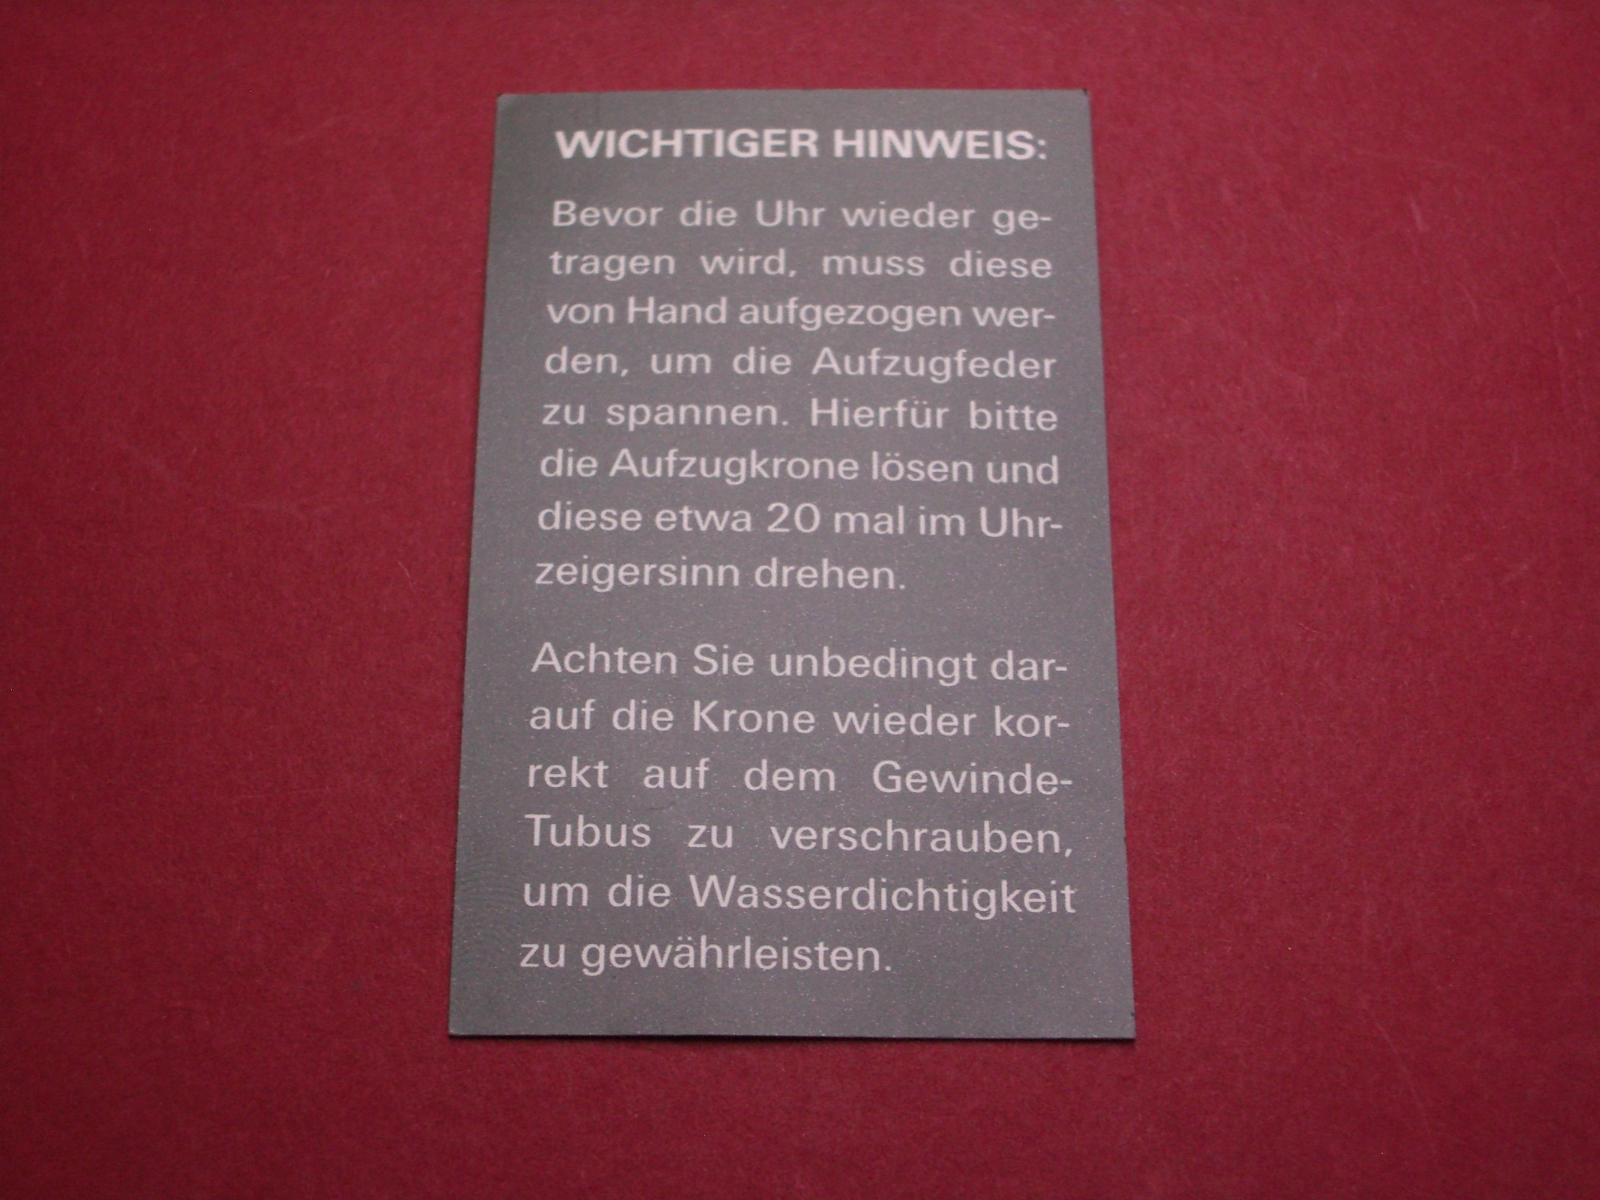 WICHTIGER HINWEIS:
Bevor die Uhr wieder ge-
tragen wird, muss diese
von Hand aufgezogen wer-
den, um die Aufzugfeder
zu spannen. Hierfür bitte
die Aufzugkrone lösen und
diese etwa 20 mal im Uhr-
zeigersinn drehen.
Achten Sie unbedingt dar-
auf die Krone wieder kor-
rekt auf dem Gewinde-
Tubus zu verschrauben,
um die Wasserdichtigkeit
zu gewährleisten.